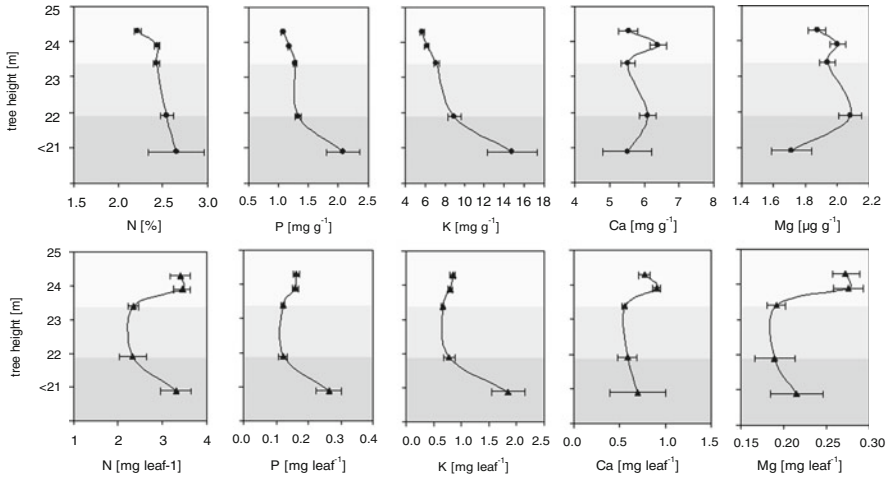 25
24
23
22
<21
tree height [m]
1.5 2.0 2.5 3.0
N [%]
0.0 0.5 1.0 1.5 2.0 2.5
P [mg g-1]
4 6 8 10 12 14 16 18
K [mg g-1]
4 5 6 7 8
Ca [mg g-1]
1.4 1.6 1.8 2.0 2.2
Mg [µg g-1]
25
24
23
22
<21
tree height [m]
1 2 3 4
N [mg leaf-1]
0.0 0.1 0.2 0.3 0.4
P [mg leaf-1]
0.0 0.5 1.0 1.5 2.0 2.5
K [mg leaf-1]
0.0 0.5 1.0 1.5
Ca [mg leaf-1]
0.15 0.20 0.25 0.30
Mg [mg leaf-1]